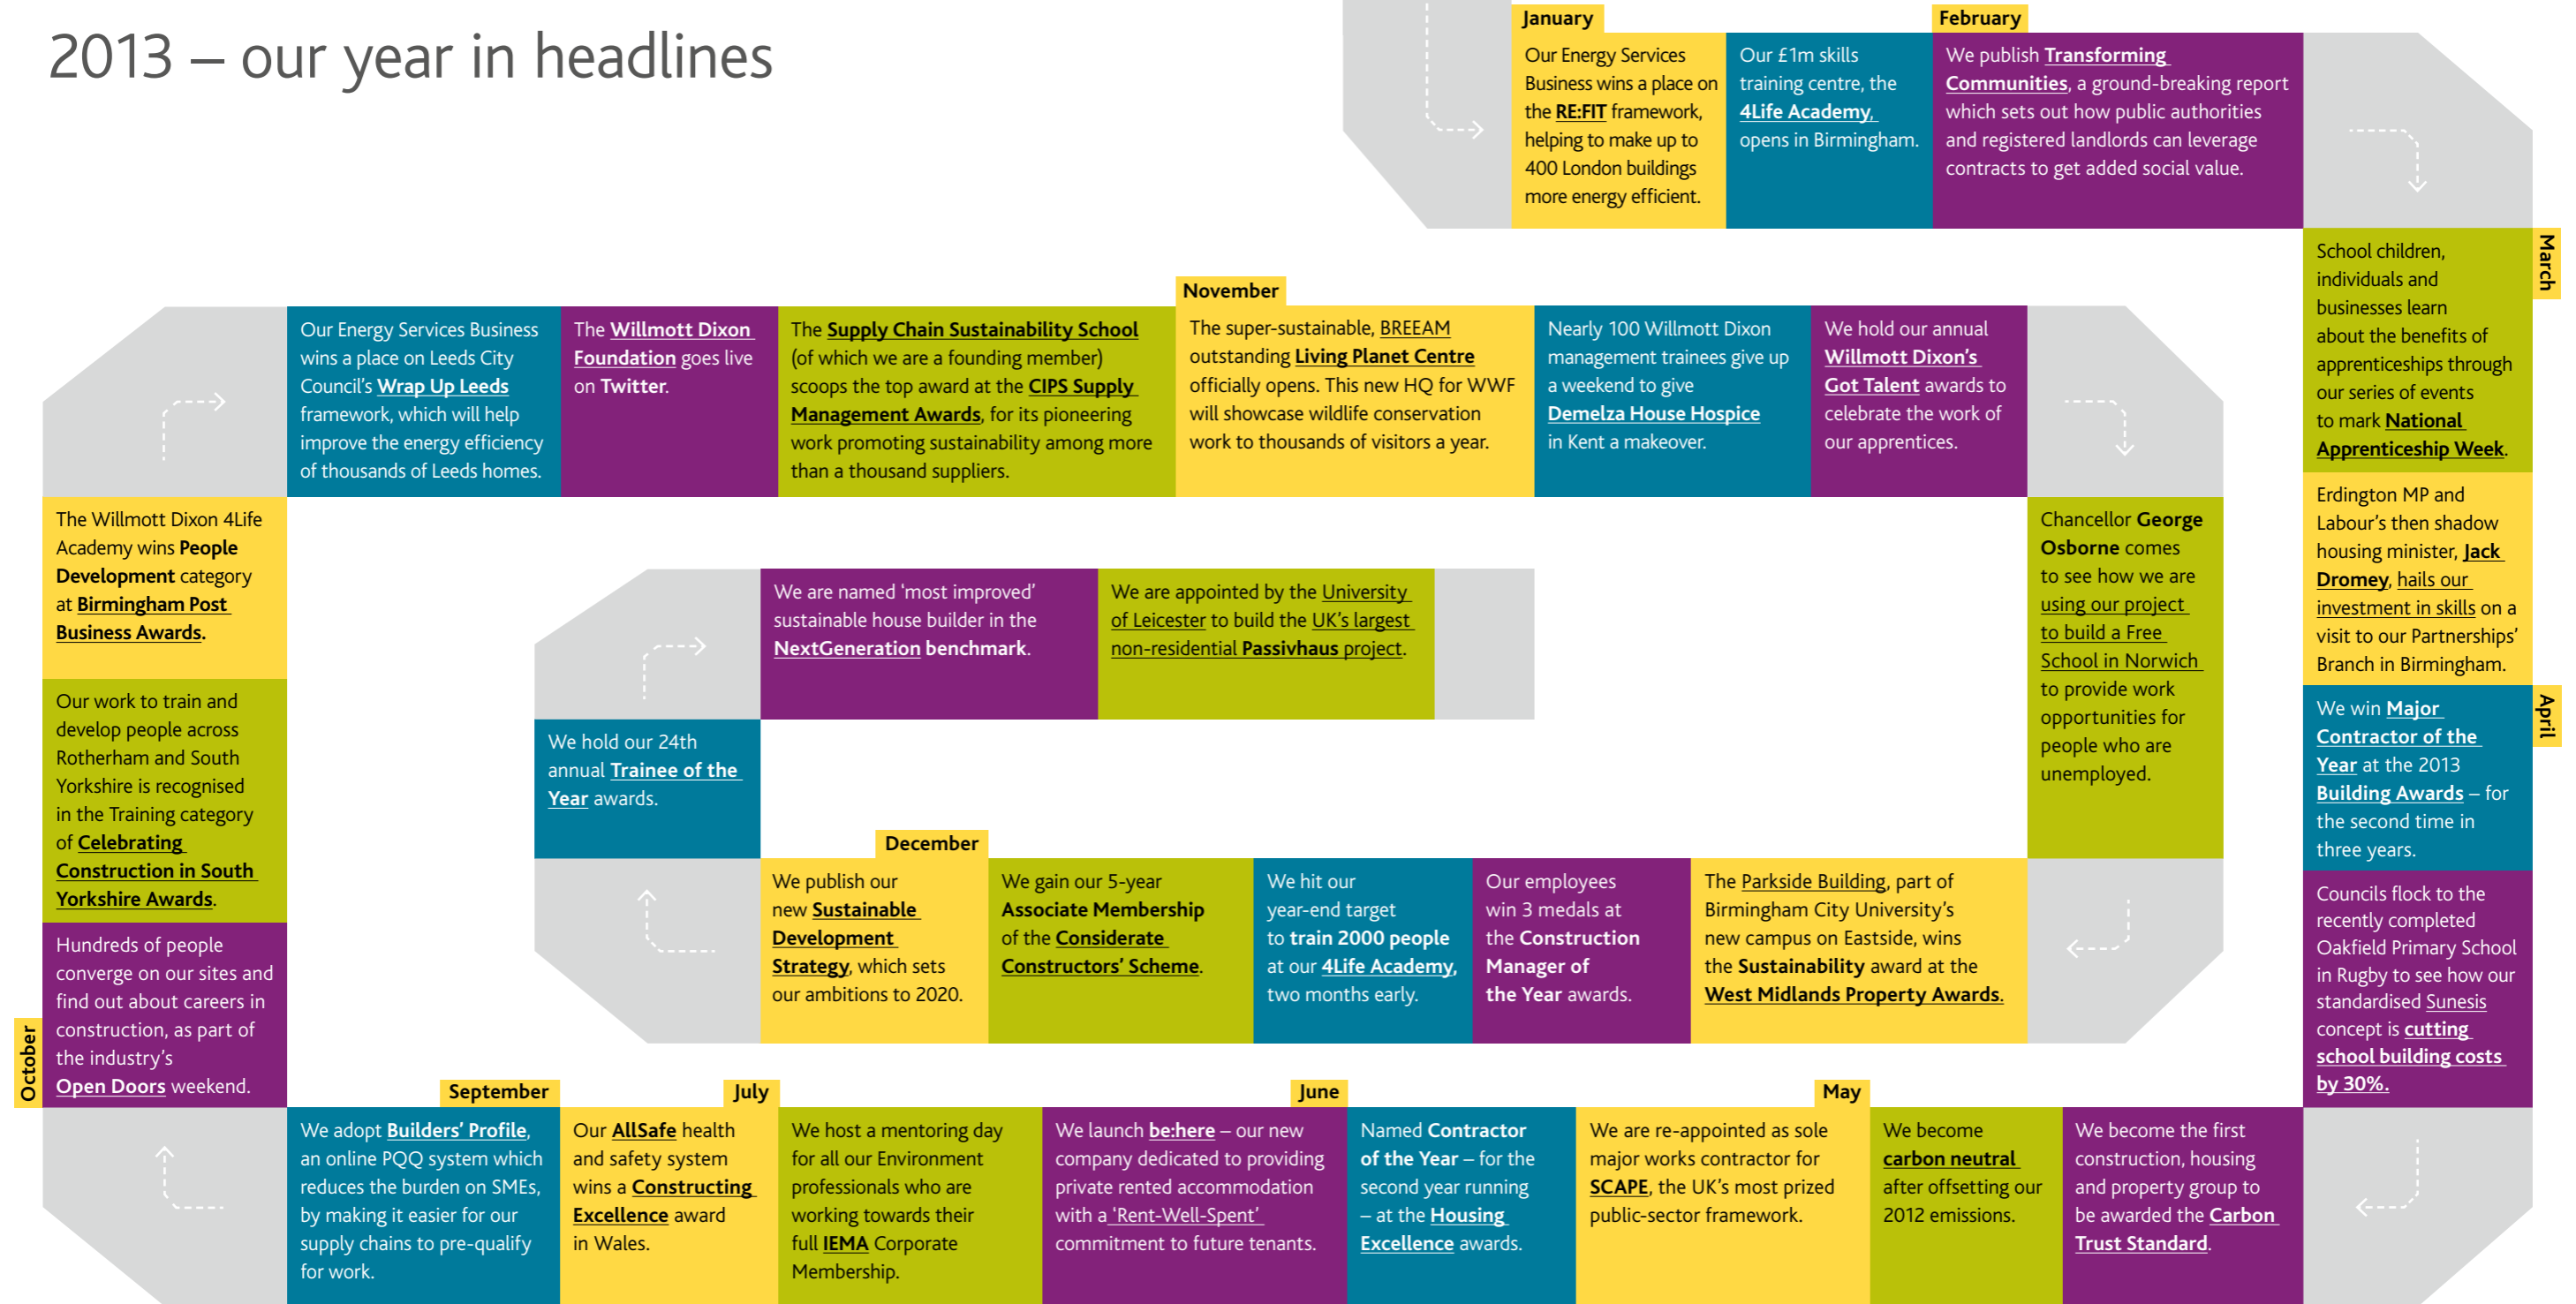 2013 – our year in headlines
January
Our Energy Services
Business wins a place on
the RE:FIT framework,
helping to make up to
400 London buildings
more energy efficient.
Our £1m skills
training centre, the
4Life Academy,
opens in Birmingham.
February
We publish Transforming
Communities, a ground-breaking report
which sets out how public authorities
and registered landlords can leverage
contracts to get added social value.
March
School children,
individuals and
businesses learn
about the benefits of
apprenticeships through
our series of events
to mark National
Apprenticeship Week.
Erdington MP and
Labour’s then shadow
housing minister, Jack
Dromey, hails our
investment in skills on a
visit to our Partnerships’
Branch in Birmingham.
April
We win Major
Contractor of the
Year at the 2013
Building Awards – for
the second time in
three years.
Councils flock to the
recently completed
Oakfield Primary School
in Rugby to see how our
standardised Sunesis
concept is cutting
school building costs
by 30%.
We become the first
construction, housing
and property group to
be awarded the Carbon
Trust Standard.
We become
carbon neutral
after offsetting our
2012 emissions.
May
We are re-appointed as sole
major works contractor for
SCAPE, the UK’s most prized
public-sector framework.
Named Contractor
of the Year – for the
second year running
– at the Housing
Excellence awards.
June
We launch be:here – our new
company dedicated to providing
private rented accommodation
with a ‘Rent-Well-Spent’
commitment to future tenants.
We host a mentoring day
for all our Environment
professionals who are
working towards their
full IEMA Corporate
Membership.
July
Our AllSafe health
and safety system
wins a Constructing
Excellence award
in Wales.
September
We adopt Builders’ Profile,
an online PQQ system which
reduces the burden on SMEs,
by making it easier for our
supply chains to pre-qualify
for work.
October
Hundreds of people
converge on our sites and
find out about careers in
construction, as part of
the industry’s
Open Doors weekend.
Our work to train and
develop people across
Rotherham and South
Yorkshire is recognised
in the Training category
of Celebrating
Construction in South
Yorkshire Awards.
The Willmott Dixon 4Life
Academy wins People
Development category
at Birmingham Post
Business Awards.
Our Energy Services Business
wins a place on Leeds City
Council’s Wrap Up Leeds
framework, which will help
improve the energy efficiency
of thousands of Leeds homes.
The Willmott Dixon
Foundation goes live
on Twitter.
The Supply Chain Sustainability School
(of which we are a founding member)
scoops the top award at the CIPS Supply
Management Awards, for its pioneering
work promoting sustainability among more
than a thousand suppliers.
November
The super-sustainable, BREEAM
outstanding Living Planet Centre
officially opens. This new HQ for WWF
will showcase wildlife conservation
work to thousands of visitors a year.
Nearly 100 Willmott Dixon
management trainees give up
a weekend to give
Demelza House Hospice
in Kent a makeover.
We hold our annual
Willmott Dixon’s
Got Talent awards to
celebrate the work of
our apprentices.
Chancellor George
Osborne comes
to see how we are
using our project
to build a Free
School in Norwich
to provide work
opportunities for
people who are
unemployed.
The Parkside Building, part of
Birmingham City University’s
new campus on Eastside, wins
the Sustainability award at the
West Midlands Property Awards.
Our employees
win 3 medals at
the Construction
Manager of
the Year awards.
We hit our
year-end target
to train 2000 people
at our 4Life Academy,
two months early.
We gain our 5-year
Associate Membership
of the Considerate
Constructors’ Scheme.
December
We publish our
new Sustainable
Development
Strategy, which sets
our ambitions to 2020.
We hold our 24th
annual Trainee of the
Year awards.
We are named ‘most improved’
sustainable house builder in the
NextGeneration benchmark.
We are appointed by the University
of Leicester to build the UK’s largest
non-residential Passivhaus project.